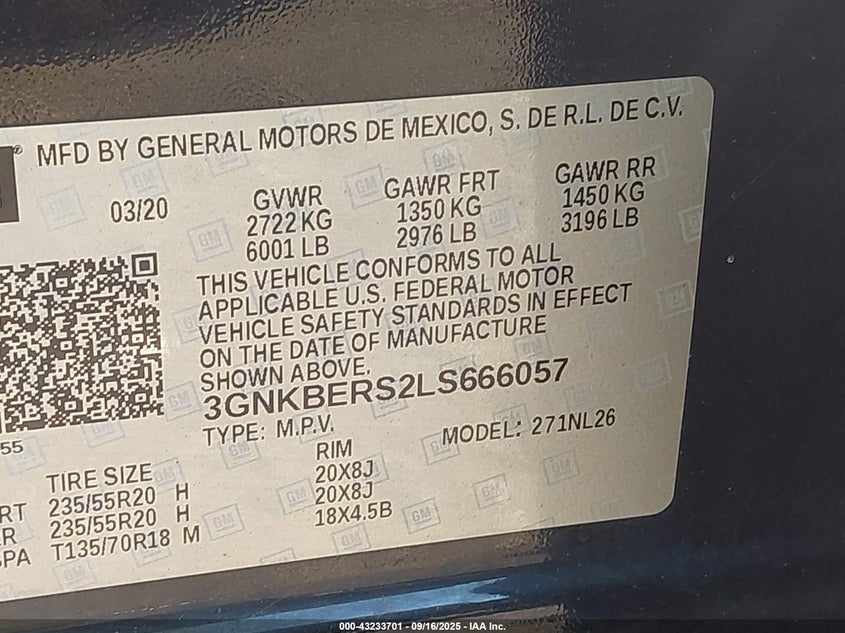 MFD BY GENERAL MOTORS DE MEXICO, S. DE R.L. DE C.V.
03/20
GVWR GAWR FRT GAWR RR
2722 KG 1350 KG 1450 KG
6001 LB 2976 LB 3196 LB
THIS VEHICLE CONFORMS TO ALL
APPLICABLE U.S. FEDERAL MOTOR
VEHICLE SAFETY STANDARDS IN EFFECT
ON THE DATE OF MANUFACTURE
SHOWN ABOVE.
3GNKBERS2LS666057
55
TYPE: M.P.V. MODEL: 271NL26
TIRE SIZE RIM
RT 235/55R20 H 20X8J
R 235/55R20 H 20X8J
SPA T135/70R18 M 18X4.5B
000-43233701 - 09/16/2025 - IAA Inc.